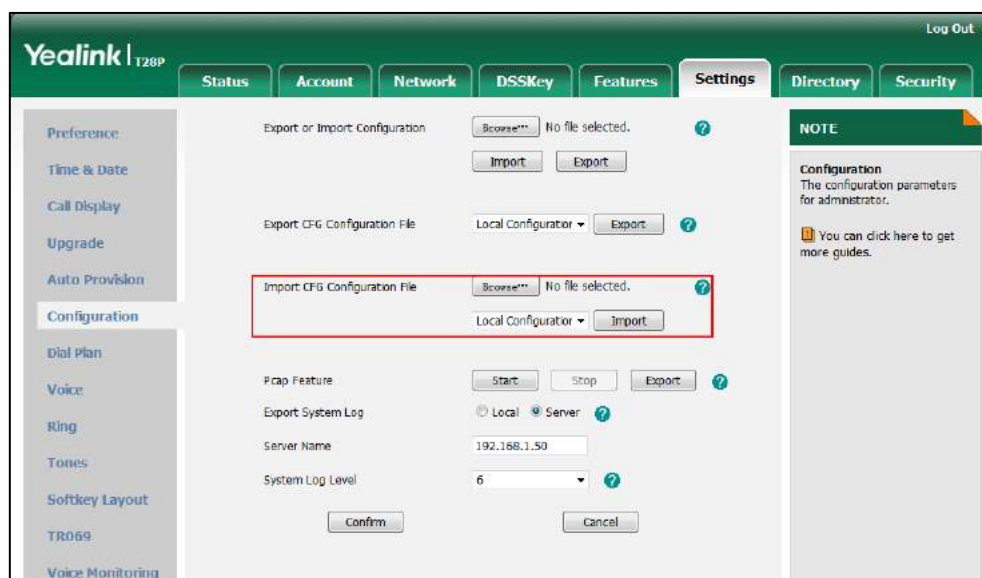 Log Out
Yealink | T28P
Status Account Network DSSKey Features Settings Directory Security
Preference
Time & Date
Call Display
Upgrade
Auto Provision
Configuration
Dial Plan
Voice
Ring
Tones
Softkey Layout
TR069
Voice Monitoring
Export or Import Configuration Browse... No file selected. ?
Import Export
Export CFG Configuration File Local Configuration Export ?
Import CFG Configuration File Browse... No file selected. ?
Local Configuration Import
Pcap Feature Start Stop Export ?
Export System Log Local Server ?
Server Name 192.168.1.50
System Log Level 6 ?
Confirm Cancel
NOTE
Configuration
The configuration parameters
for administrator.
You can click here to get
more guides.